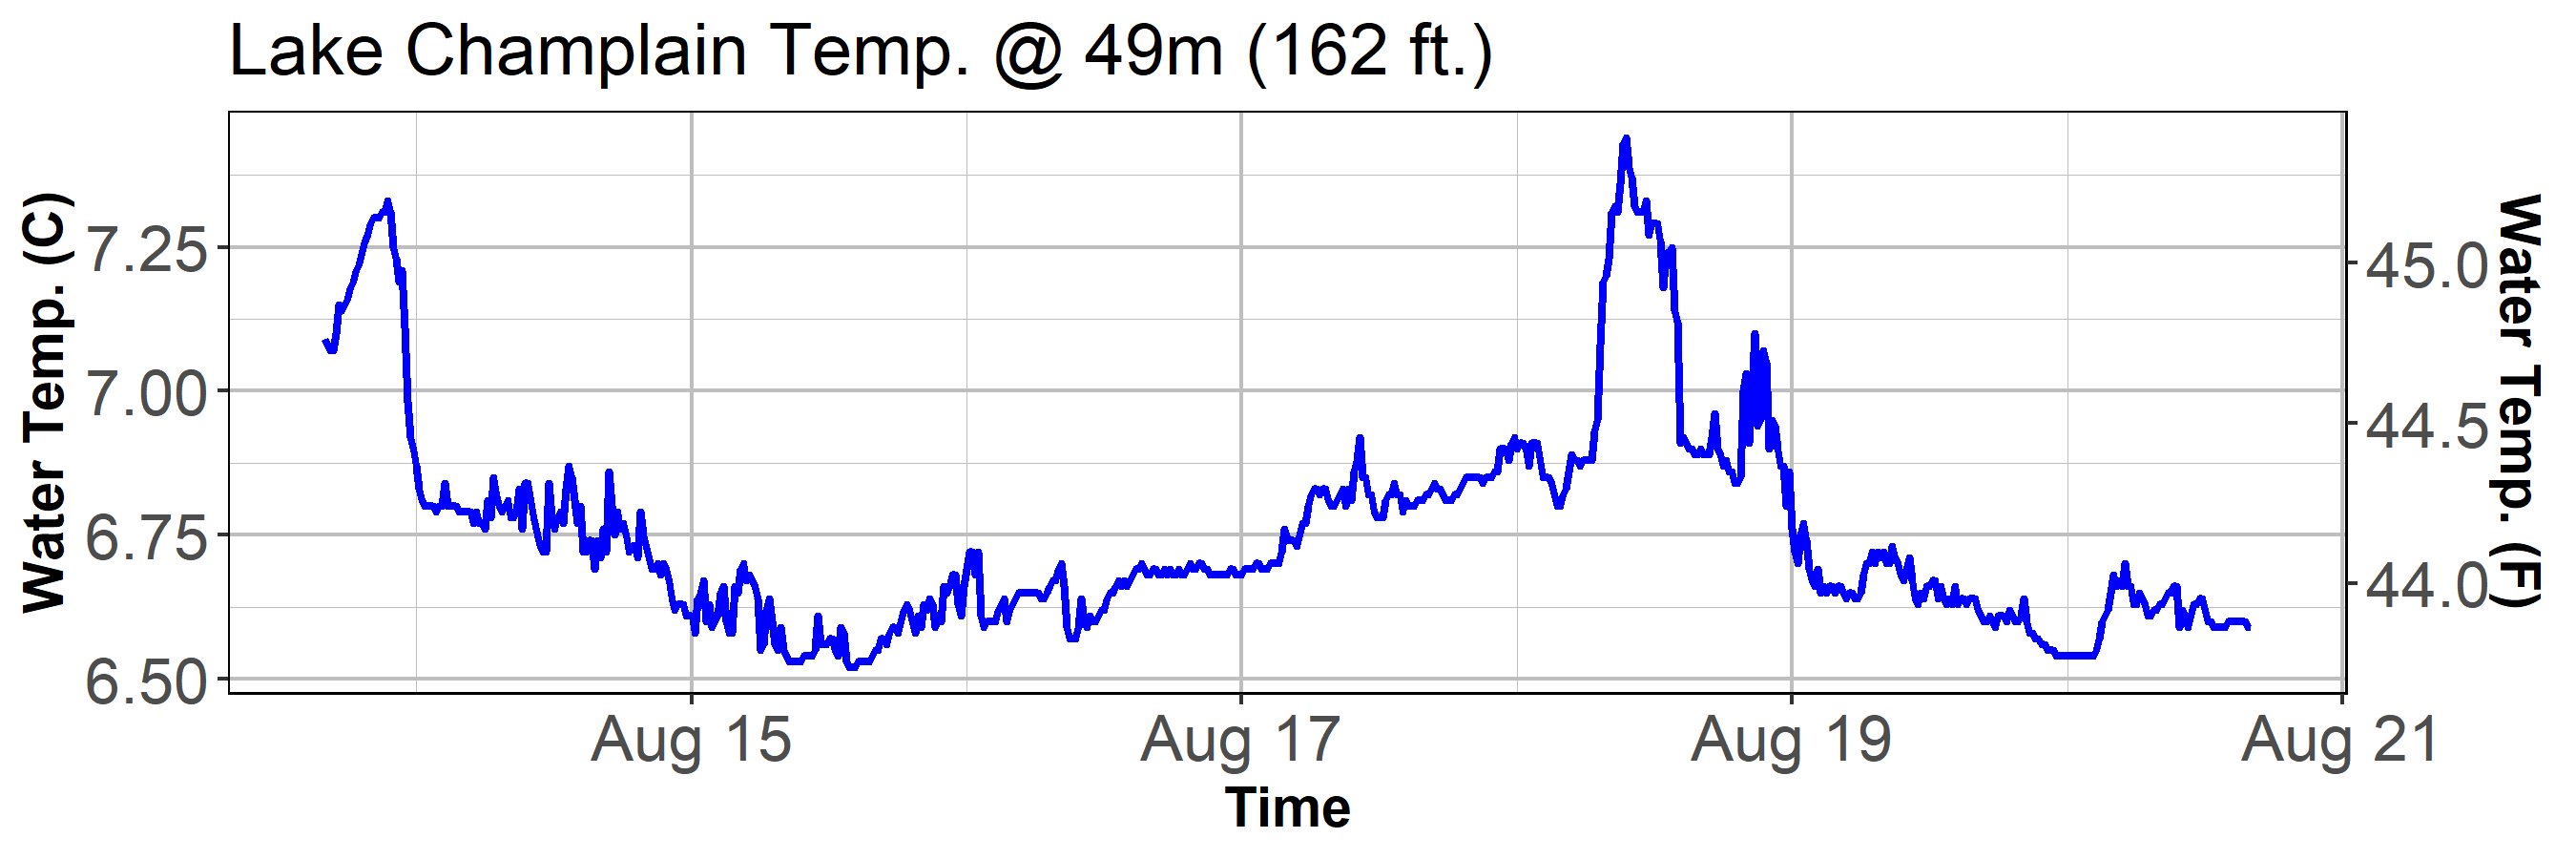 Lake Champlain Temp. @ 49m (162 ft.)
Water Temp. (C)
7.25
7.00
6.75
6.50
45.0
44.5
44.0
Water Temp. (F)
Aug 15
Aug 17
Aug 19
Aug 21
Time